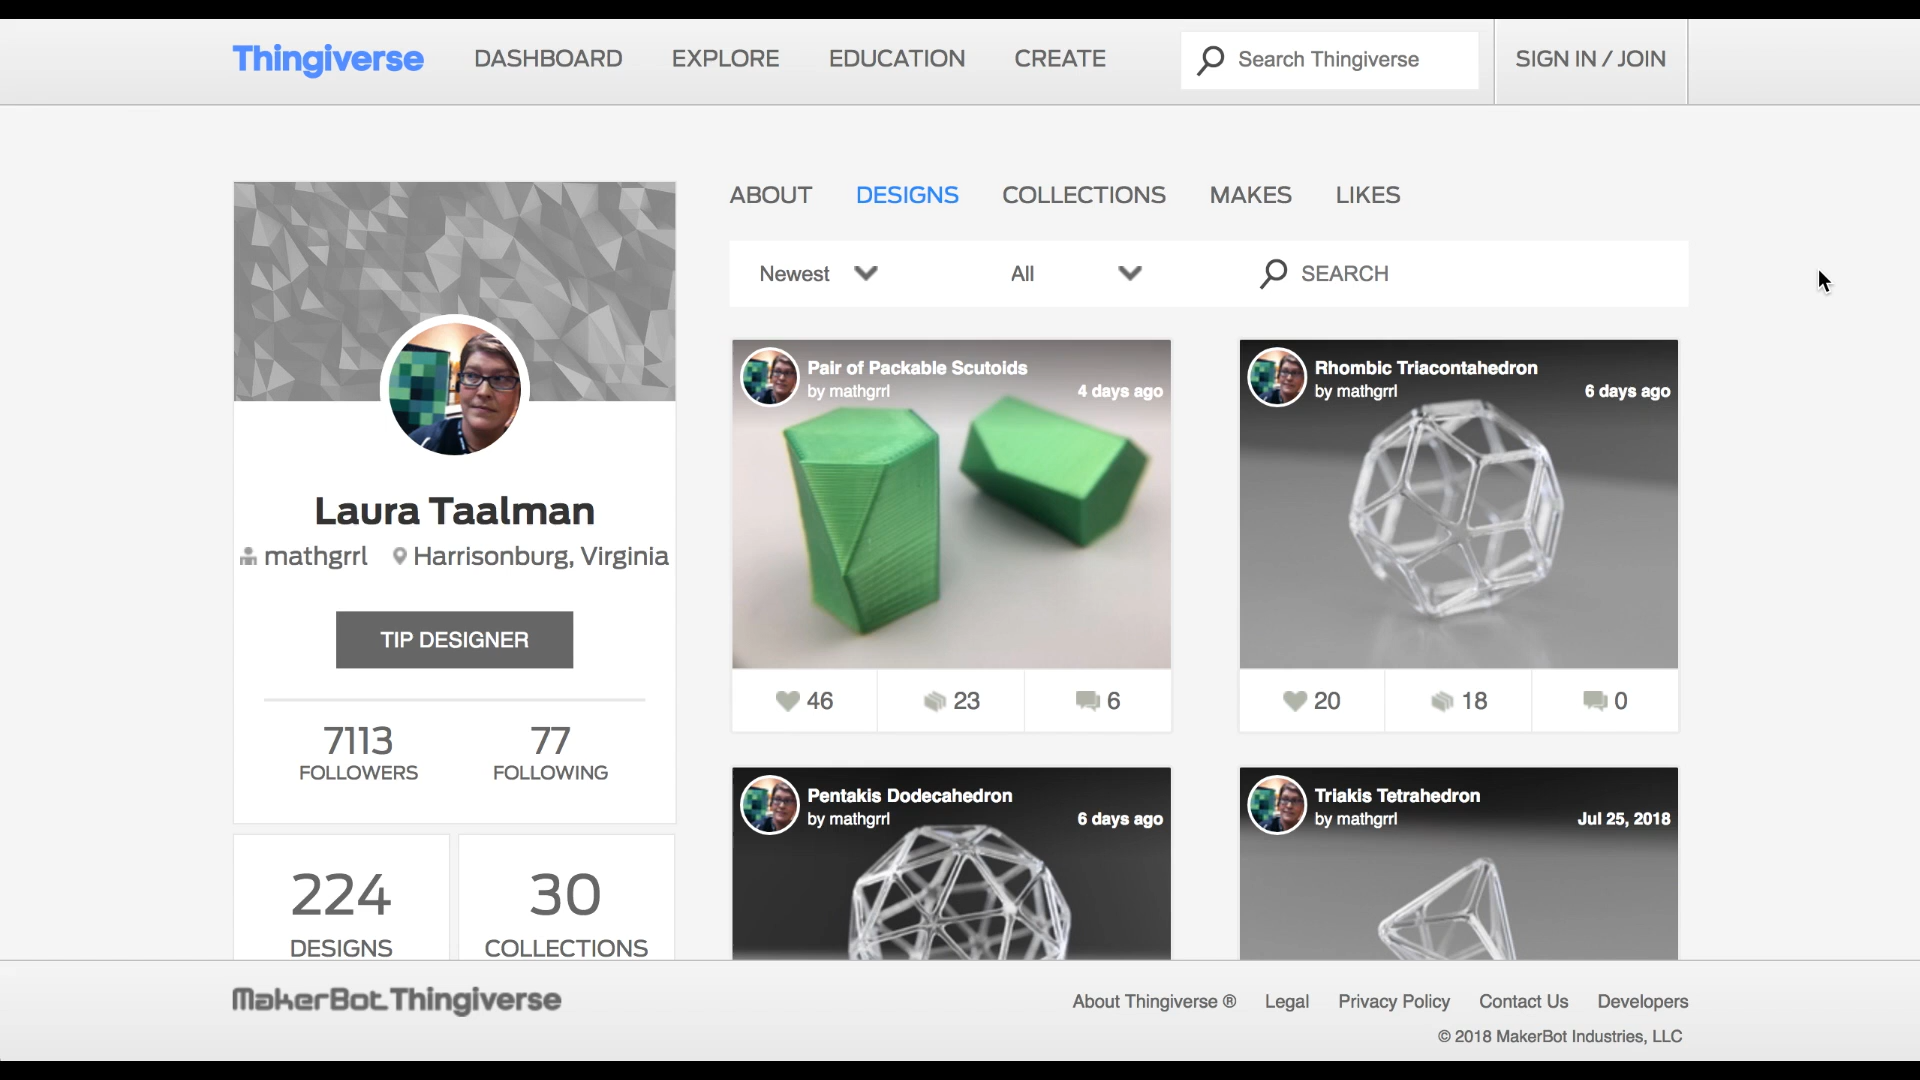 Thingiverse
DASHBOARD
EXPLORE
EDUCATION
CREATE
Search Thingiverse
SIGN IN / JOIN
ABOUT
DESIGNS
COLLECTIONS
MAKES
LIKES
Newest
All
SEARCH
Laura Taalman
mathgrrl
Harrisonburg, Virginia
TIP DESIGNER
7113
FOLLOWERS
77
FOLLOWING
224
DESIGNS
30
COLLECTIONS
Pair of Packable Scutoids
by mathgrrl
4 days ago
46
23
6
Rhombic Triacontahedron
by mathgrrl
6 days ago
20
18
0
Pentakis Dodecahedron
by mathgrrl
6 days ago
Triakis Tetrahedron
by mathgrrl
Jul 25, 2018
MakerBot Thingiverse
About Thingiverse ®
Legal
Privacy Policy
Contact Us
Developers
© 2018 MakerBot Industries, LLC